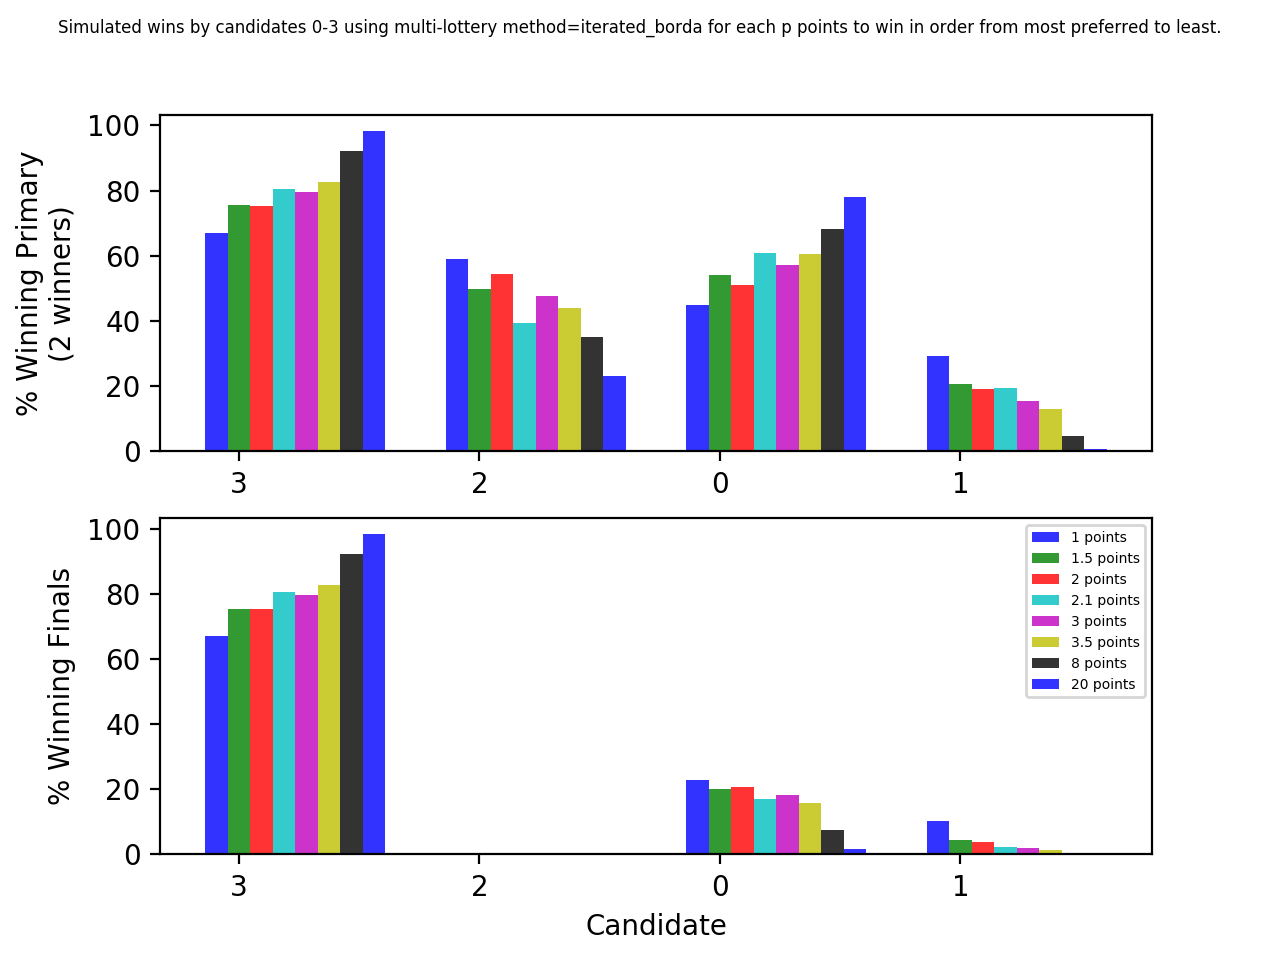 Simulated wins by candidates 0-3 using multi-lottery method=iterated_borda for each p points to win in order from most preferred to least.
% Winning Primary
(2 winners)
100
80
60
40
20
0
3
2
0
1
% Winning Finals
100
80
60
40
20
0
1 points
1.5 points
2 points
2.1 points
3 points
3.5 points
8 points
20 points
3
2
0
1
Candidate